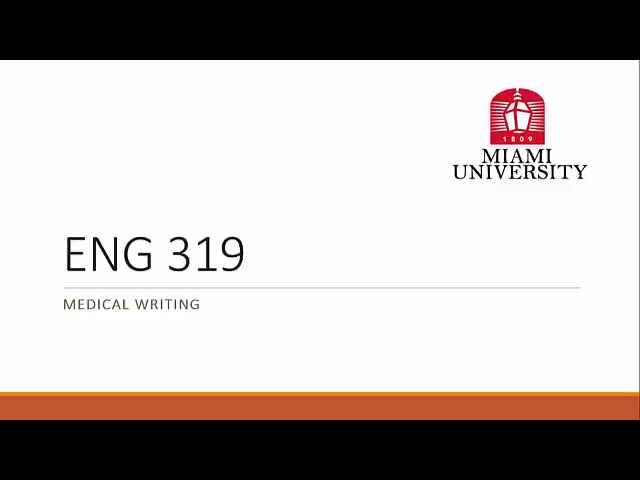 1809
MIAMI
UNIVERSITY
ENG 319
MEDICAL WRITING